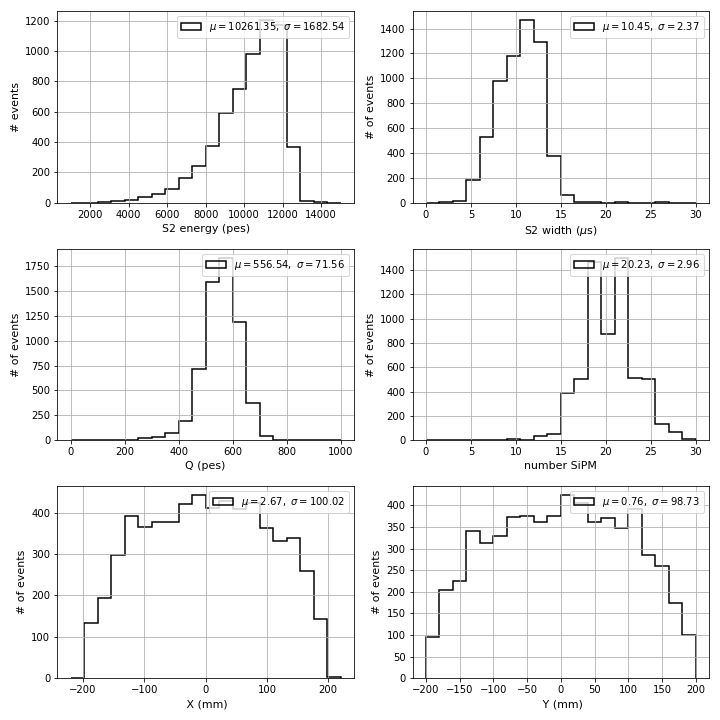 μ = 10261.35, σ = 1682.54
# events
1200
1000
800
600
400
200
0
2000 4000 6000 8000 10000 12000 14000
S2 energy (pes)
μ = 10.45, σ = 2.37
# of events
1400
1200
1000
800
600
400
200
0
0 5 10 15 20 25 30
S2 width (μs)
μ = 556.54, σ = 71.56
# of events
1750
1500
1250
1000
750
500
250
0
0 200 400 600 800 1000
Q (pes)
μ = 20.23, σ = 2.96
# of events
1400
1200
1000
800
600
400
200
0
0 5 10 15 20 25 30
number SiPM
μ = 2.67, σ = 100.02
# of events
400
300
200
100
0
−200 −100 0 100 200
X (mm)
μ = 0.76, σ = 98.73
# of events
400
350
300
250
200
150
100
50
0
−200 −150 −100 −50 0 50 100 150 200
Y (mm)